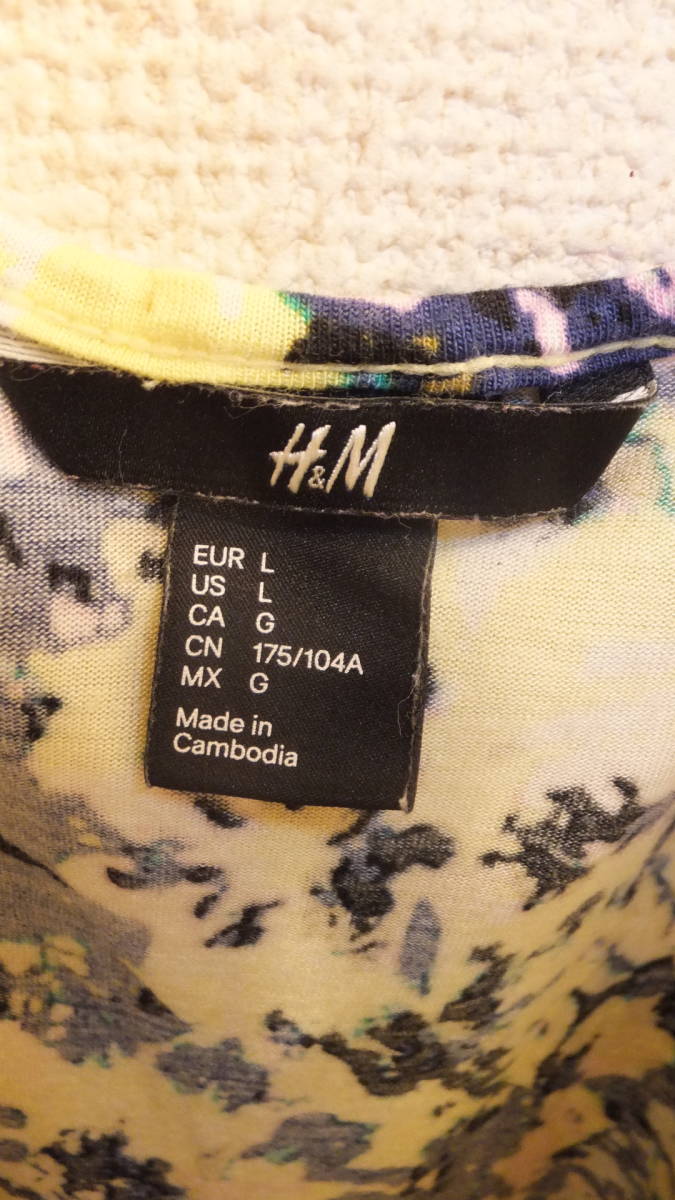 H&M
EUR L
US L
CA G
CN 175/104A
MX G
Made in
Cambodia